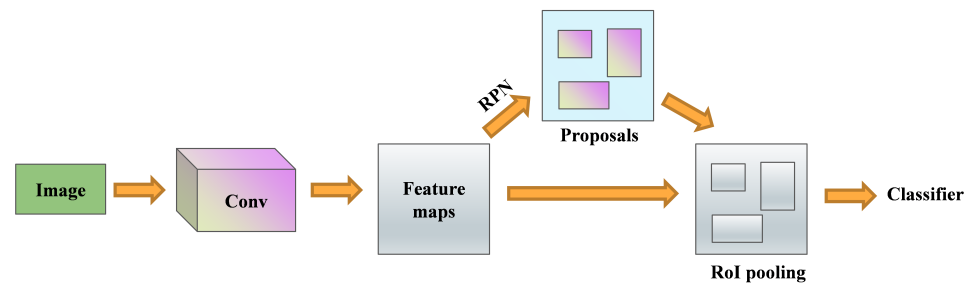 Image
Conv
Feature
maps
RPN
Proposals
RoI pooling
Classifier